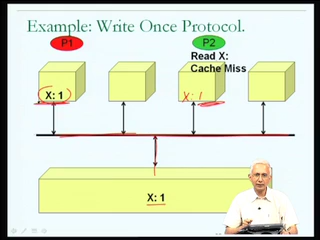 Example: Write Once Protocol.
P1
P2
Read X:
Cache Miss
X: 1
X: 1
X: 1